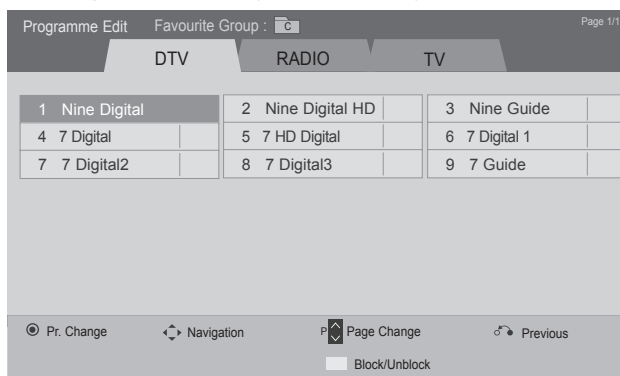 Programme Edit Favourite Group : C Page 1/1
DTV RADIO TV
1 Nine Digital 2 Nine Digital HD 3 Nine Guide
4 7 Digital 5 7 HD Digital 6 7 Digital 1
7 7 Digital2 8 7 Digital3 9 7 Guide
Pr. Change Navigation P Page Change Previous
Block/Unblock